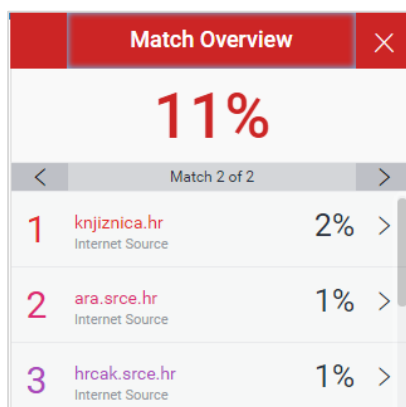 Match Overview
11%
Match 2 of 2
1 knjiznica.hr 2%
Internet Source
2 ara.srce.hr 1%
Internet Source
3 hrcak.srce.hr 1%
Internet Source